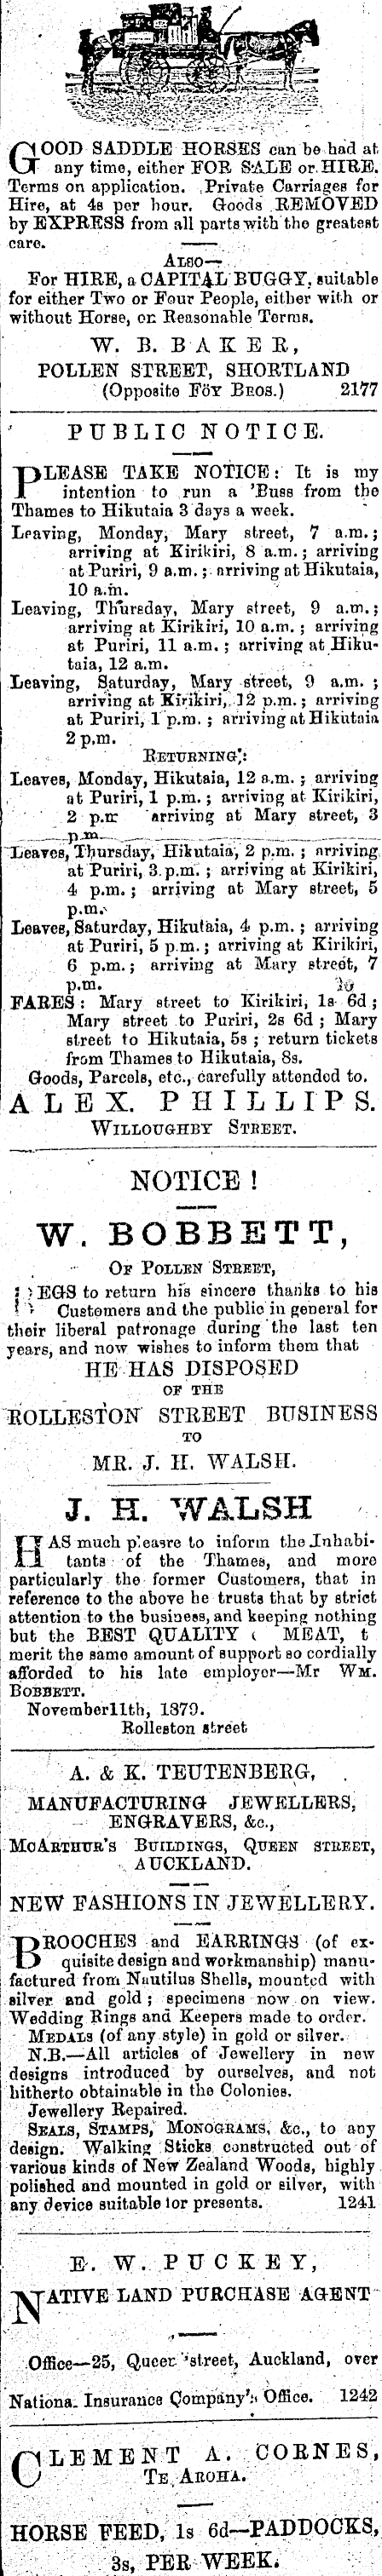 GOOD SADDLE HORSES can be had at
any time, either FOR SALE or HIRE.
Terms on application. Private Carriages for
Hire, at 4s per hour. Goods REMOVED
by EXPRESS from all parts with the greatest
care.
ALSO—
For HIRE, a CAPITAL BUGGY, suitable
for either Two or Four People, either with or
without Horse, on Reasonable Terms.
W. B. BAKER,
POLLEN STREET, SHORTLAND
(Opposite FOY BROS.) 2177
PUBLIC NOTICE.
PLEASE TAKE NOTICE: It is my
intention to run a 'Buss from the
Thames to Hikutaia 3 days a week.
Leaving, Monday, Mary street, 7 a.m.;
arriving at Kirikiri, 8 a.m.; arriving
at Puriri, 9 a.m.; arriving at Hikutaia,
10 a.m.
Leaving, Thursday, Mary street, 9 a.m.;
arriving at Kirikiri, 10 a.m.; arriving
at Puriri, 11 a.m.; arriving at Hiku-
taia, 12 a.m.
Leaving, Saturday, Mary street, 9 a.m.;
arriving at Kirikiri, 12 p.m.; arriving
at Puriri, 1 p.m.; arriving at Hikutaia
2 p.m.
RETURNING:
Leaves, Monday, Hikutaia, 12 a.m.; arriving
at Puriri, 1 p.m.; arriving at Kirikiri,
2 p.m arriving at Mary street, 3
p.m.
Leaves, Thursday, Hikutaia, 2 p.m.; arriving
at Puriri, 3 p.m.; arriving at Kirikiri,
4 p.m.; arriving at Mary street, 5
p.m.
Leaves, Saturday, Hikutaia, 4 p.m.; arriving
at Puriri, 5 p.m.; arriving at Kirikiri,
6 p.m.; arriving at Mary street, 7
p.m.
FARES: Mary street to Kirikiri, 1s 6d;
Mary street to Puriri, 2s 6d; Mary
street to Hikutaia, 5s; return tickets
from Thames to Hikutaia, 8s.
Goods, Parcels, etc., carefully attended to.
ALEX. PHILLIPS.
WILLOUGHBY STREET.
NOTICE!
W. BOBBETT,
OF POLLEN STREET,
BEGS to return his sincere thanks to his
Customers and the public in general for
their liberal patronage during the last ten
years, and now wishes to inform them that
HE HAS DISPOSED
OF THE
ROLLESTON STREET BUSINESS
TO
MR. J. H. WALSH.
J. H. WALSH
HAS much pleasre to inform the Inhabi-
tants of the Thames, and more
particularly the former Customers, that in
reference to the above he trusts that by strict
attention to the business, and keeping nothing
but the BEST QUALITY MEAT, t
merit the same amount of support so cordially
afforded to his late employer—Mr WM.
BOBBETT.
November 11th, 1879.
Rolleston street
A. & K. TEUTENBERG,
MANUFACTURING JEWELLERS,
ENGRAVERS, &c.,
MCARTHUR'S BUILDINGS, QUEEN STREET,
AUCKLAND.
NEW FASHIONS IN JEWELLERY.
BROOCHES and EARRINGS (of ex-
quisite design and workmanship) manu-
factured from Nautilus Shells, mounted with
silver and gold; specimens now on view.
Wedding Rings and Keepers made to order.
MEDALS (of any style) in gold or silver.
N.B.—All articles of Jewellery in new
designs introduced by ourselves, and not
hitherto obtainable in the Colonies.
Jewellery Repaired.
SEALS, STAMPS, MONOGRAMS, &c., to any
design. Walking Sticks constructed out of
various kinds of New Zealand Woods, highly
polished and mounted in gold or silver, with
any device suitable for presents. 1241
E. W. PUCKEY,
NATIVE LAND PURCHASE AGENT
Office—25, Queen street, Auckland, over
National Insurance Company's Office. 1242
CLEMENT A. CORNES,
TE AROHA.
HORSE FEED, 1s 6d—PADDOCKS,
3s, PER WEEK.